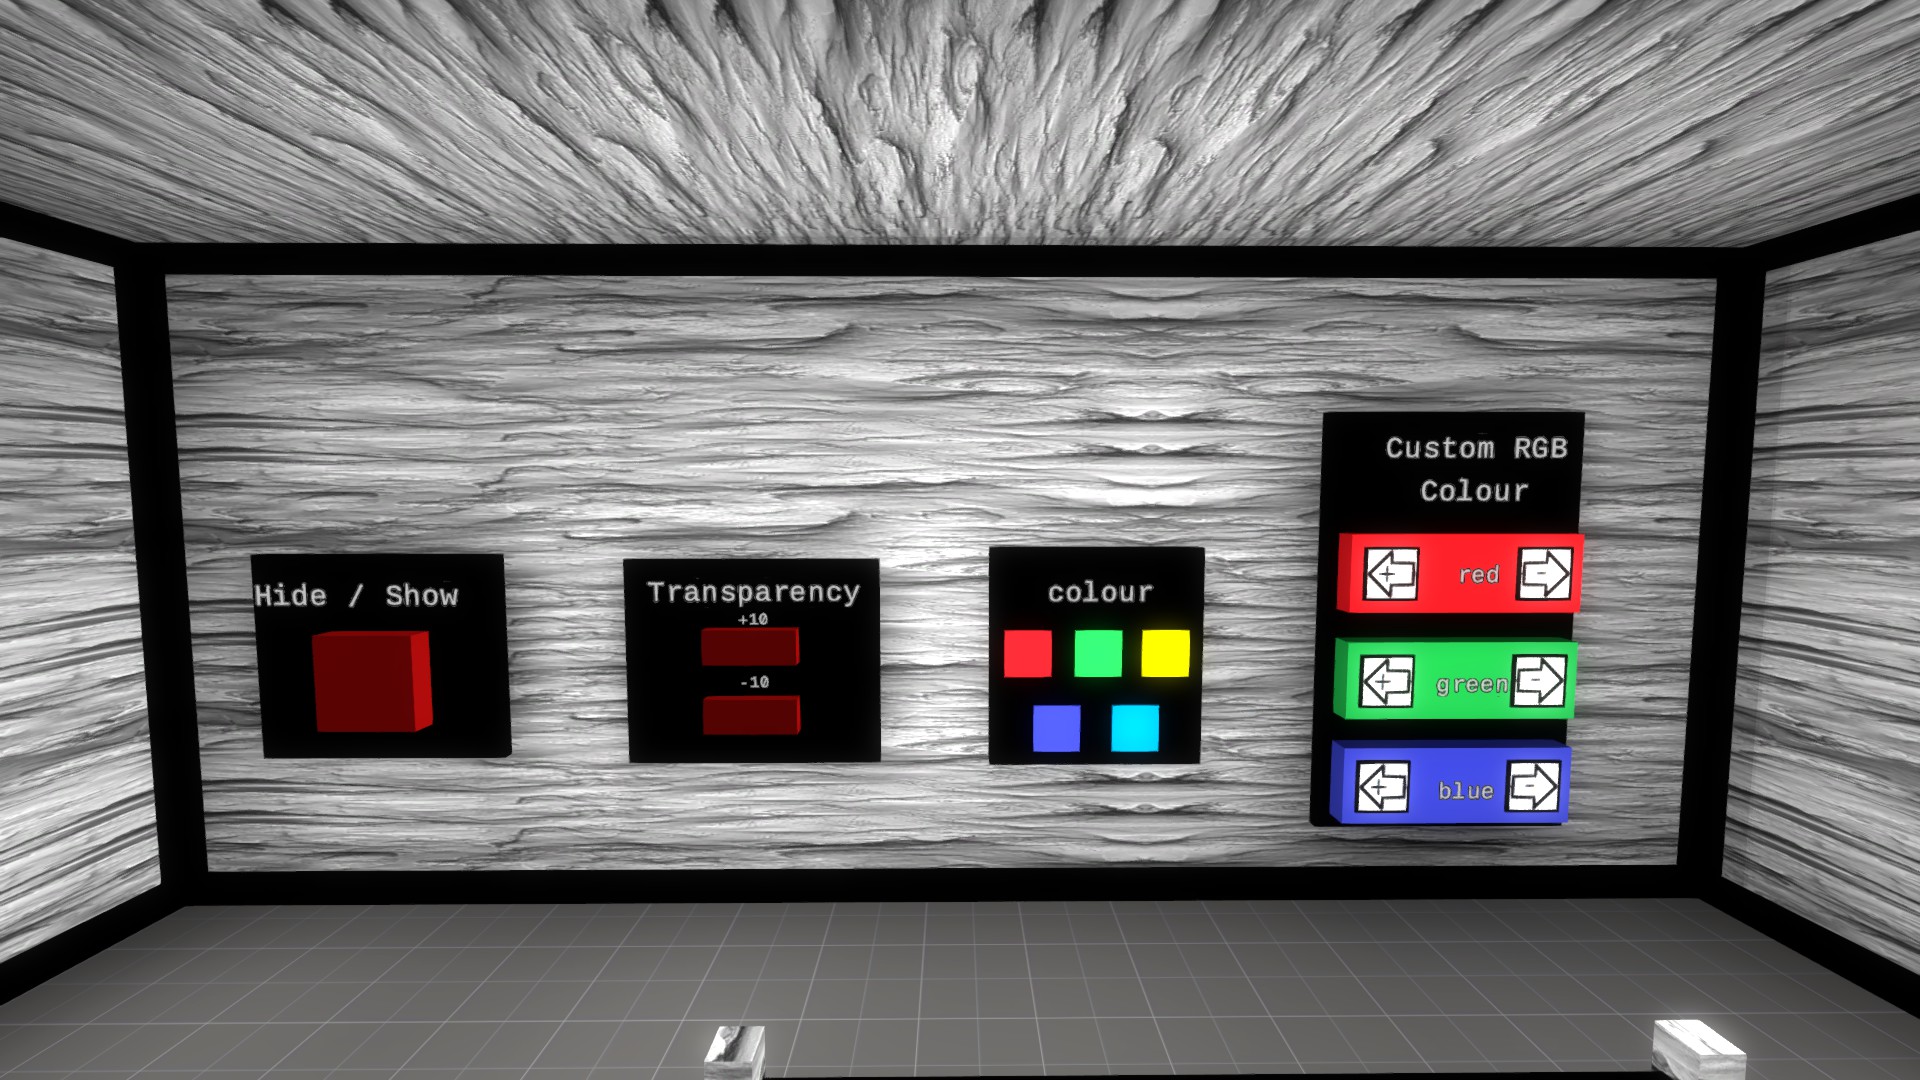 Hide / Show
Transparency
+10
-10
colour
Custom RGB
Colour
+ red -
+ green -
+ blue -